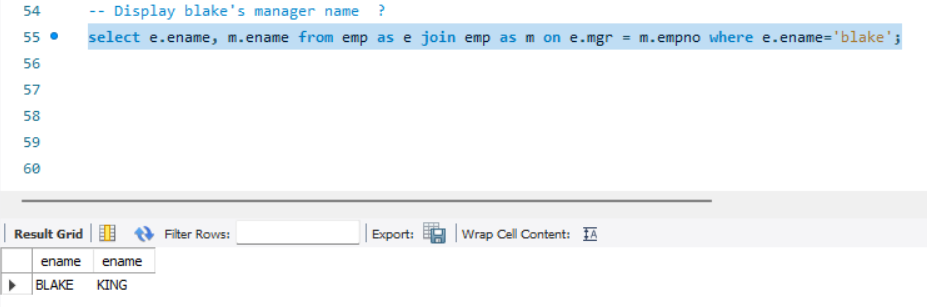 54 -- Display blake's manager name ?
55 select e.ename, m.ename from emp as e join emp as m on e.mgr = m.empno where e.ename='blake';
56
57
58
59
60
Result Grid Filter Rows: Export: Wrap Cell Content: IA
ename ename
BLAKE KING